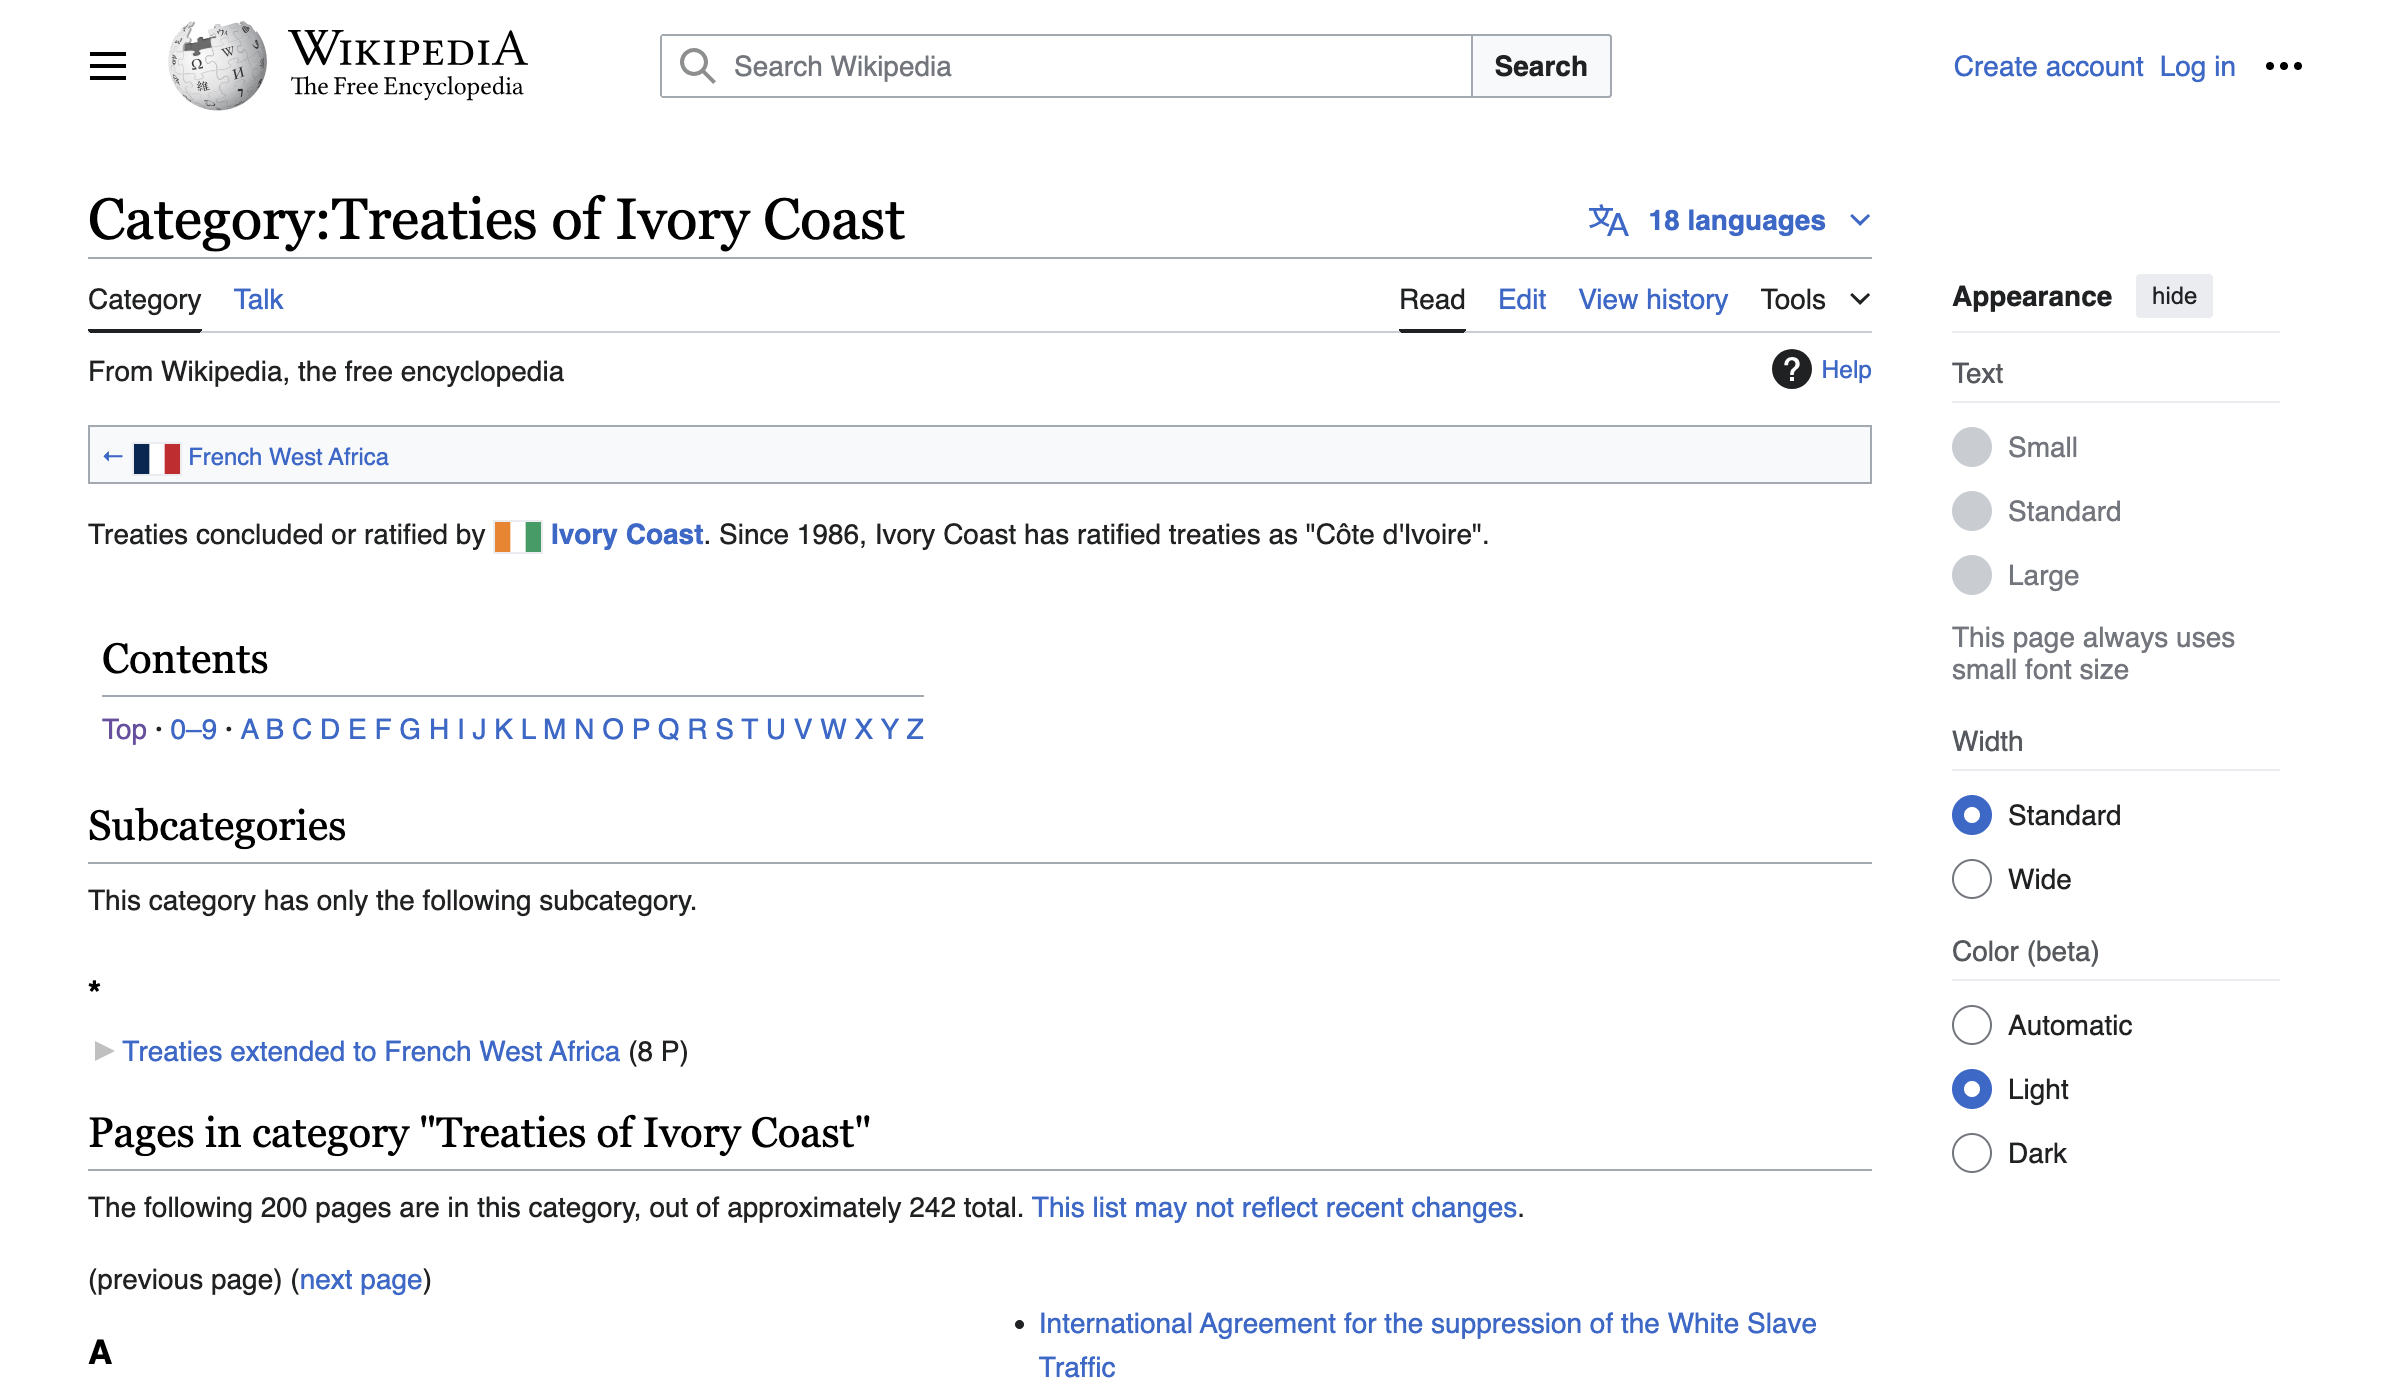 WIKIPEDIA
The Free Encyclopedia
Search Wikipedia
Search
Create account Log in
Category:Treaties of Ivory Coast
18 languages
Category Talk
Read Edit View history Tools
From Wikipedia, the free encyclopedia
Help
← French West Africa
Treaties concluded or ratified by Ivory Coast. Since 1986, Ivory Coast has ratified treaties as "Côte d'Ivoire".
Contents
Top · 0–9 · A B C D E F G H I J K L M N O P Q R S T U V W X Y Z
Subcategories
This category has only the following subcategory.
*
Treaties extended to French West Africa (8 P)
Pages in category "Treaties of Ivory Coast"
The following 200 pages are in this category, out of approximately 242 total. This list may not reflect recent changes.
(previous page) (next page)
A
• International Agreement for the suppression of the White Slave
Traffic
Appearance hide
Text
Small
Standard
Large
This page always uses
small font size
Width
Standard
Wide
Color (beta)
Automatic
Light
Dark